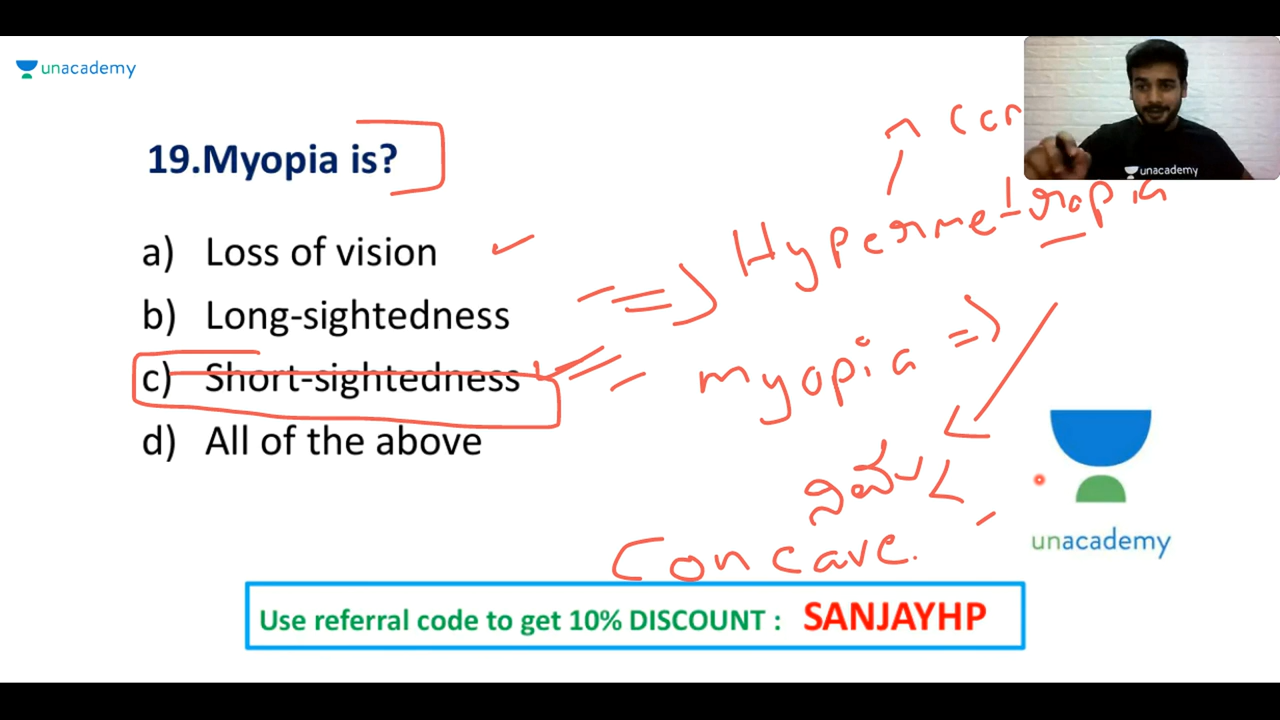 unacademy
19.Myopia is?
a) Loss of vision
b) Long-sightedness
c) Short-sightedness
d) All of the above
Hypermetropia
myopia =>
Concave.
unacademy
unacademy
Use referral code to get 10% DISCOUNT : SANJAYHP